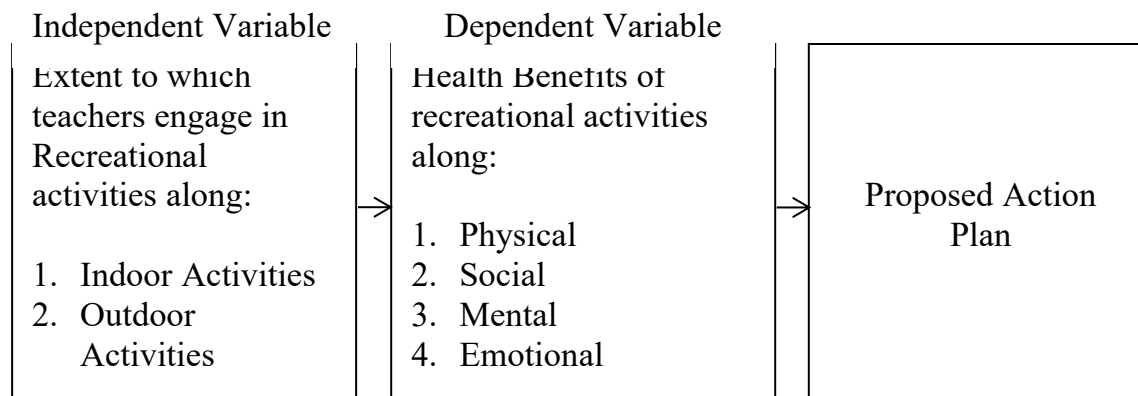 Independent Variable
Extent to which
teachers engage in
Recreational
activities along:
1. Indoor Activities
2. Outdoor
Activities
Dependent Variable
Health Benefits of
recreational activities
along:
1. Physical
2. Social
3. Mental
4. Emotional
Proposed Action
Plan